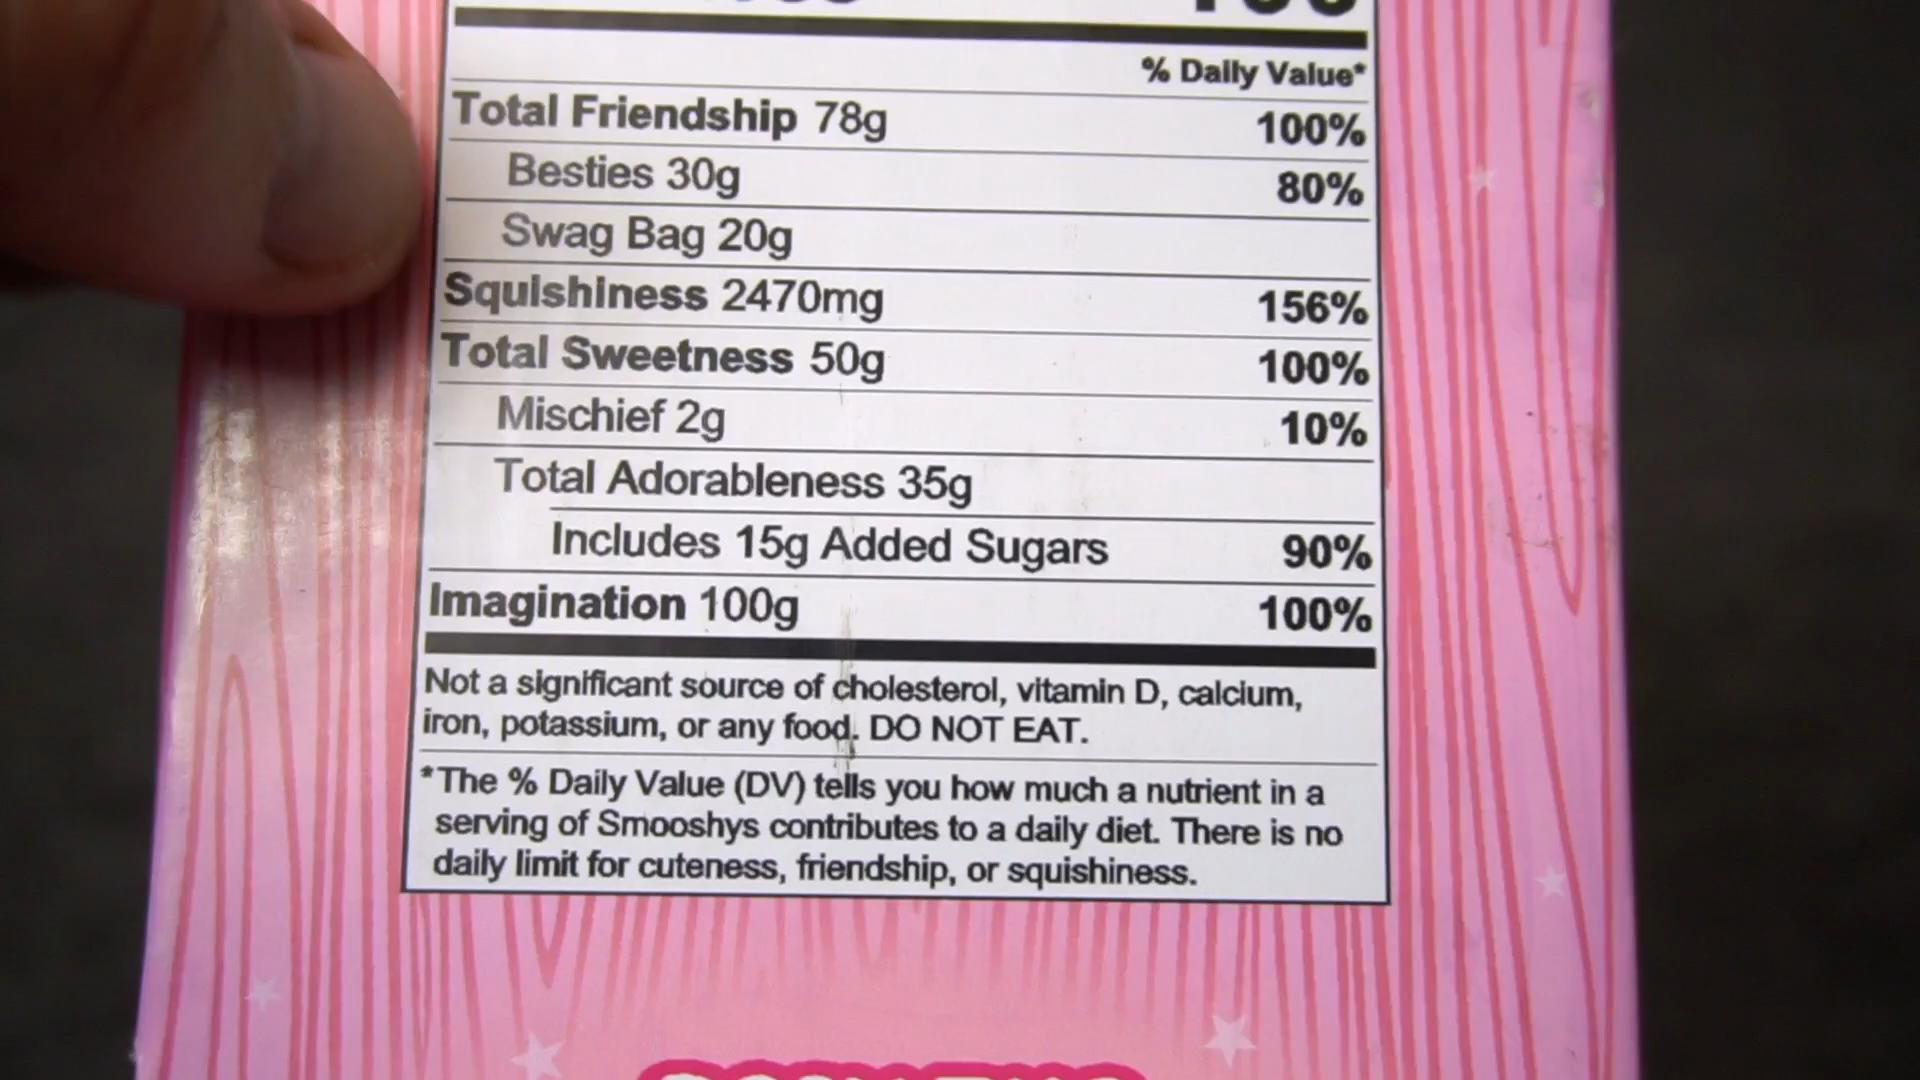 % Daily Value*
Total Friendship 78g 100%
Besties 30g 80%
Swag Bag 20g
Squishiness 2470mg 156%
Total Sweetness 50g 100%
Mischief 2g 10%
Total Adorableness 35g
Includes 15g Added Sugars 90%
Imagination 100g 100%
Not a significant source of cholesterol, vitamin D, calcium,
iron, potassium, or any food. DO NOT EAT.
*The % Daily Value (DV) tells you how much a nutrient in a
serving of Smooshys contributes to a daily diet. There is no
daily limit for cuteness, friendship, or squishiness.